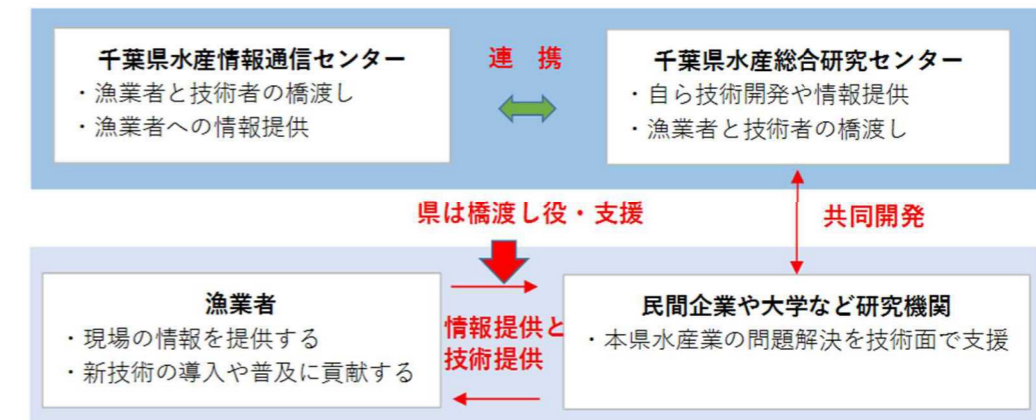 千葉県水産情報通信センター
・漁業者と技術者の橋渡し
・漁業者への情報提供
連 携
千葉県水産総合研究センター
・自ら技術開発や情報提供
・漁業者と技術者の橋渡し
県は橋渡し役・支援
共同開発
漁業者
・現場の情報を提供する
・新技術の導入や普及に貢献する
情報提供と
技術提供
民間企業や大学など研究機関
・本県水産業の問題解決を技術面で支援